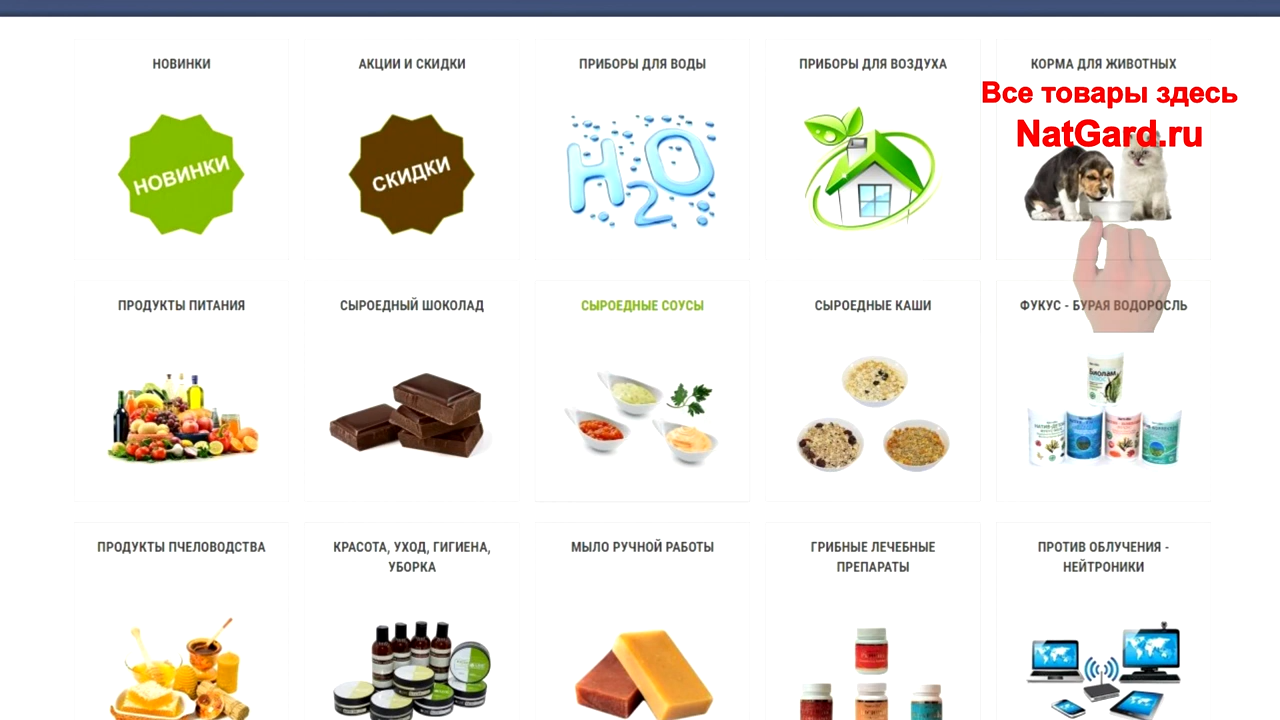 НОВИНКИ
АКЦИИ И СКИДКИ
ПРИБОРЫ ДЛЯ ВОДЫ
ПРИБОРЫ ДЛЯ ВОЗДУХА
КОРМА ДЛЯ ЖИВОТНЫХ
Все товары здесь
NatGard.ru
НОВИНКИ
СКИДКИ
H2O
ПРОДУКТЫ ПИТАНИЯ
СЫРОЕДНЫЙ ШОКОЛАД
СЫРОЕДНЫЕ СОУСЫ
СЫРОЕДНЫЕ КАШИ
ФУКУС - БУРАЯ ВОДОРОСЛЬ
ПРОДУКТЫ ПЧЕЛОВОДСТВА
КРАСОТА, УХОД, ГИГИЕНА,
УБОРКА
МЫЛО РУЧНОЙ РАБОТЫ
ГРИБНЫЕ ЛЕЧЕБНЫЕ
ПРЕПАРАТЫ
ПРОТИВ ОБЛУЧЕНИЯ -
НЕЙТРОНИКИ